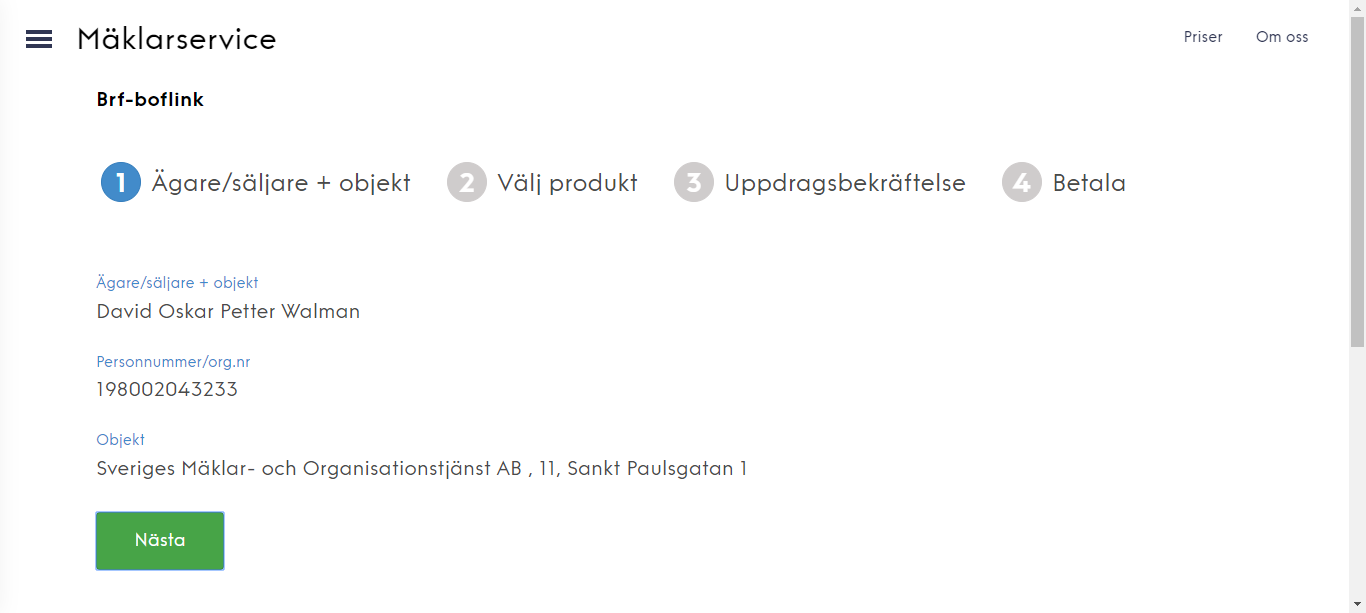 Mäklarservice
Priser
Om oss
Brf-boflink
1 Ägare/säljare + objekt
2 Välj produkt
3 Uppdragsbekräftelse
4 Betala
Ägare/säljare + objekt
David Oskar Petter Walman
Personnummer/org.nr
198002043233
Objekt
Sveriges Mäklar- och Organisationstjänst AB , 11, Sankt Paulsgatan 1
Nästa